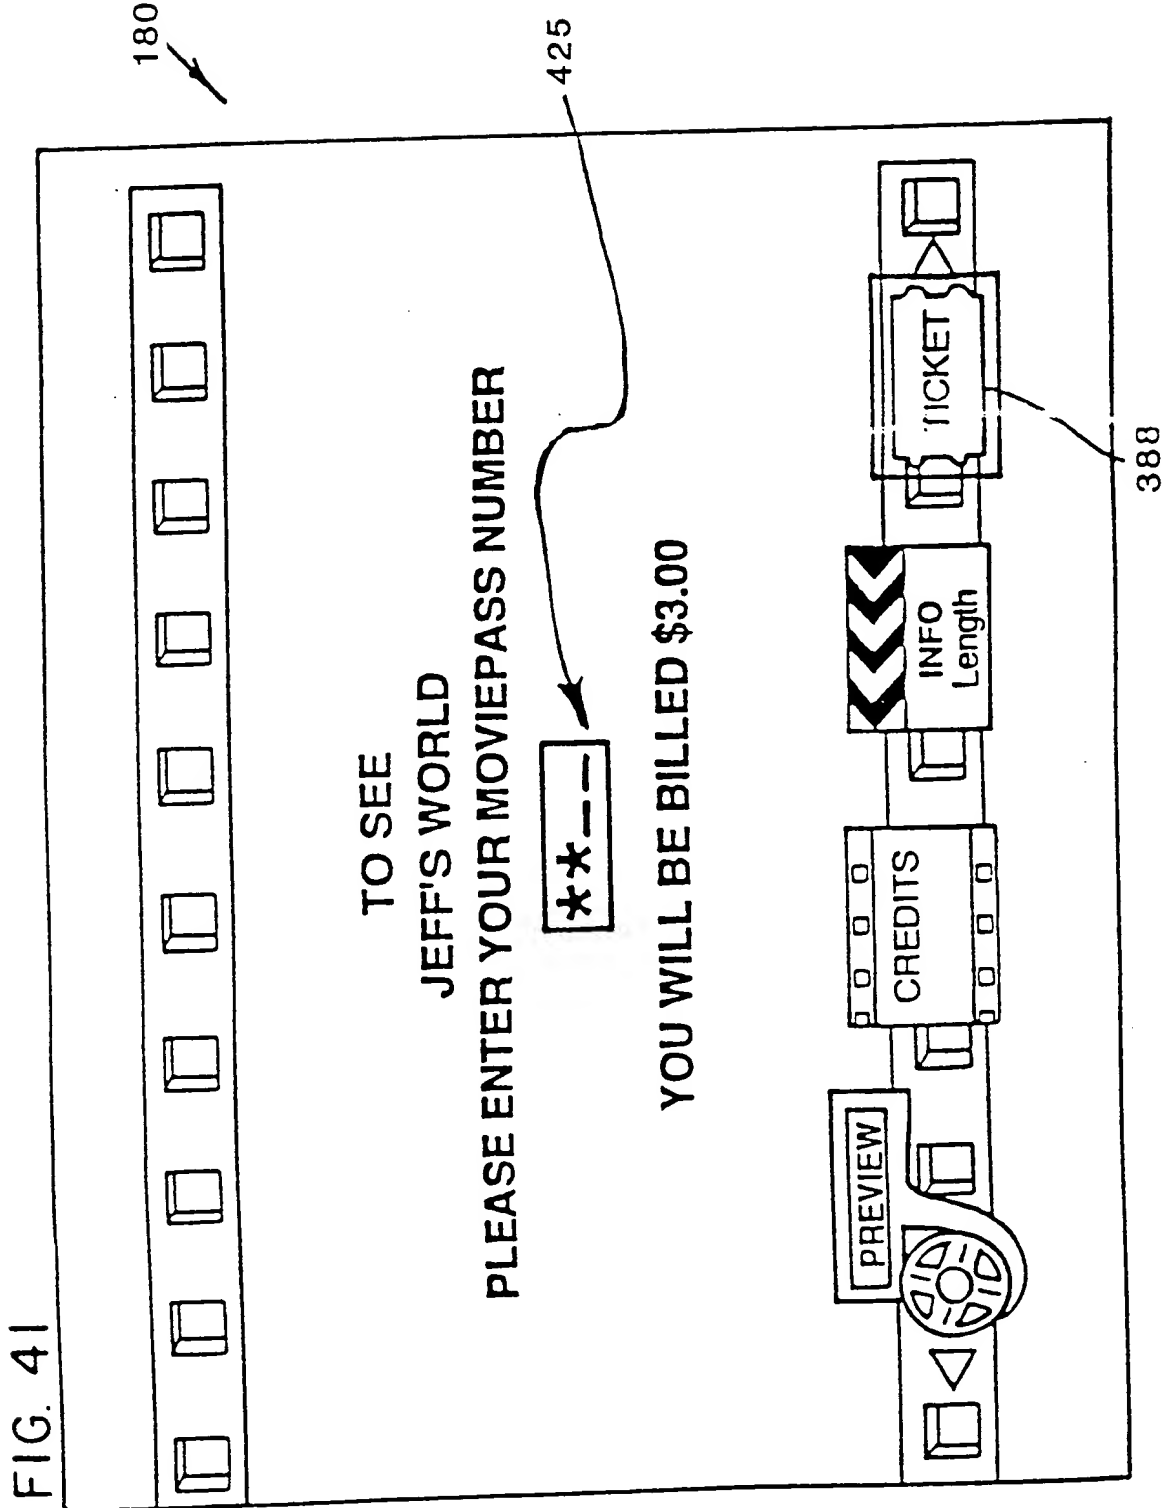 FIG. 41
180
425
TO SEE
JEFF'S WORLD
PLEASE ENTER YOUR MOVIEPASS NUMBER
**__
YOU WILL BE BILLED $3.00
PREVIEW
CREDITS
INFO
Length
TICKET
388